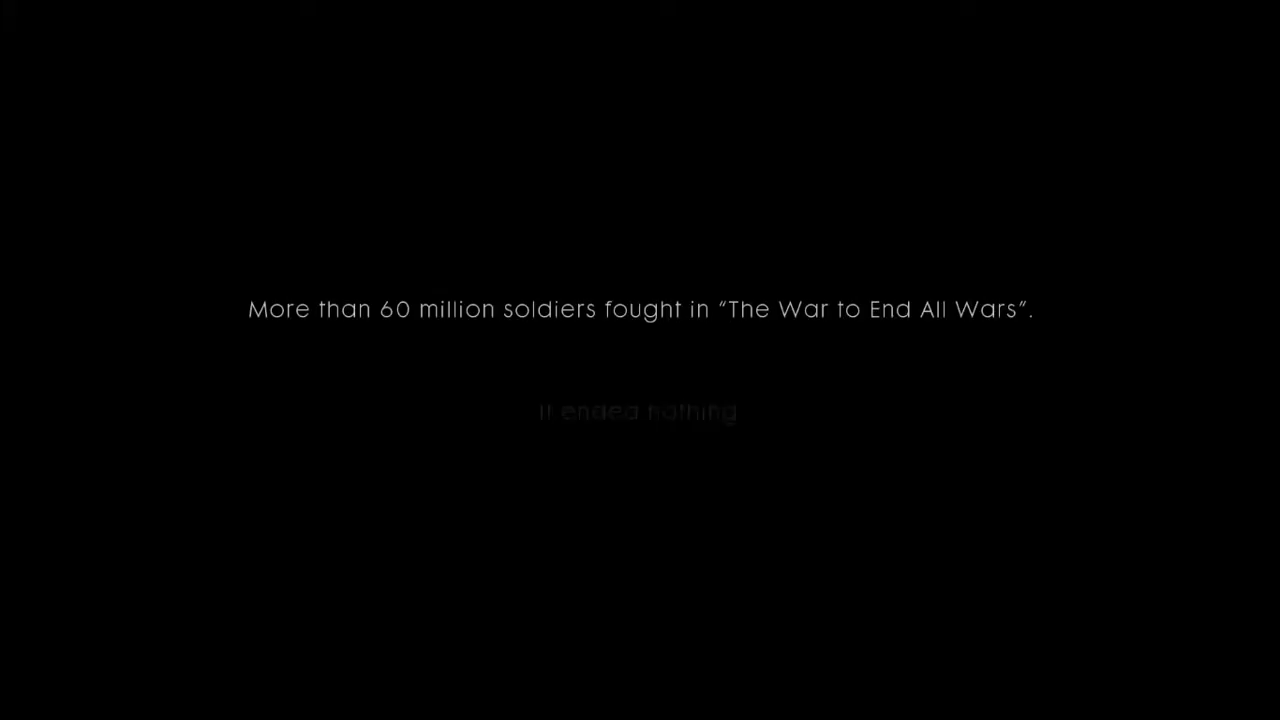 More than 60 million soldiers fought in “The War to End All Wars”.
It ended nothing